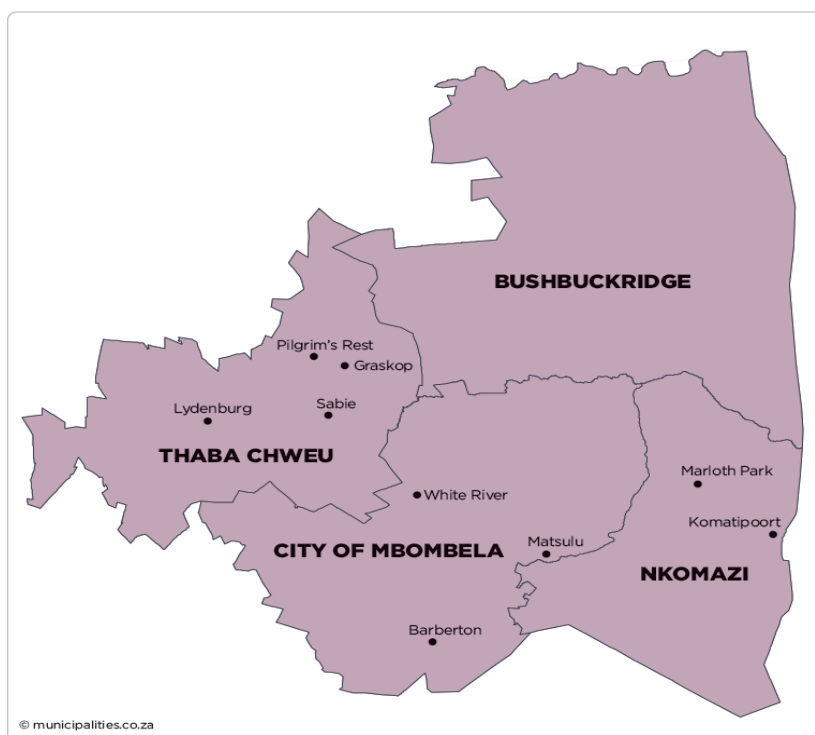 BUSHBUCKRIDGE
Pilgrim's Rest
Graskop
Lydenburg
Sabie
THABA CHWEU
White River
Marloth Park
Komatipoort
Matsulu
CITY OF MBOMBELA
NKOMAZI
Barberton
© municipalities.co.za